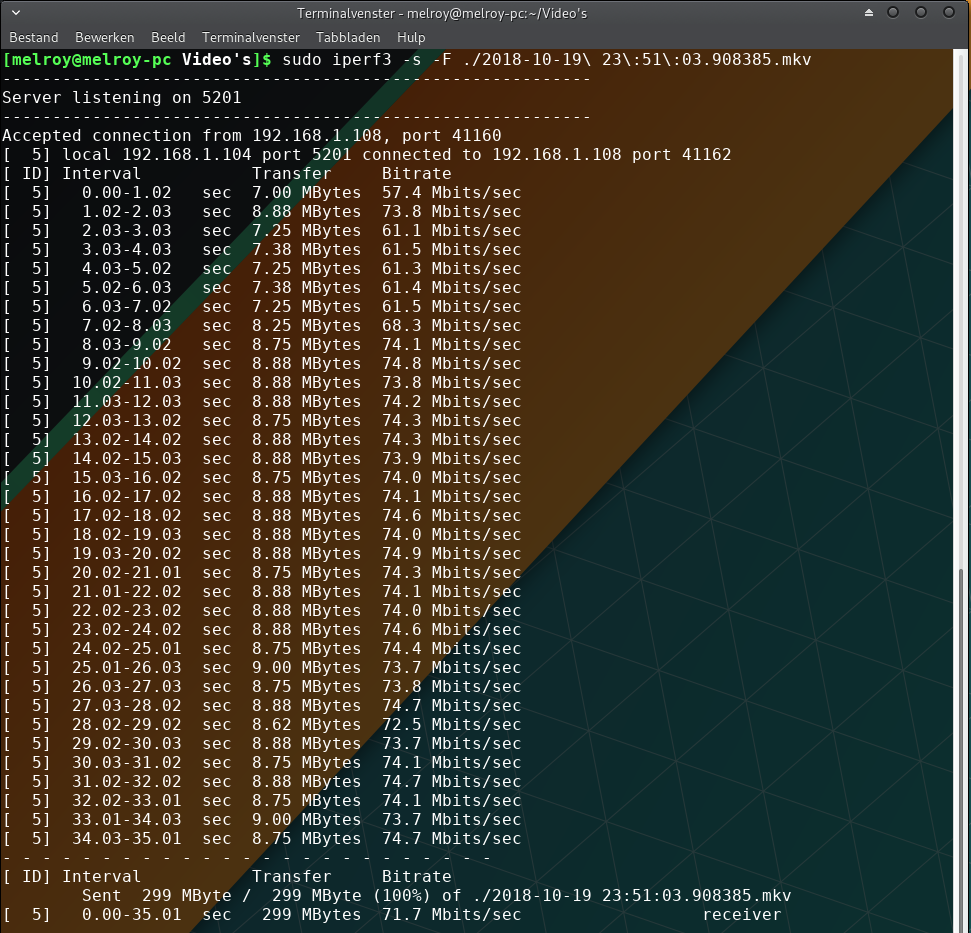 Terminalvenster - melroy@melroy-pc:~/Video's
Bestand Bewerken Beeld Terminalvenster Tabbladen Hulp
[melroy@melroy-pc Video's]$ sudo iperf3 -s -F ./2018-10-19\ 23\:51\:03.908385.mkv
-----------------------------------------------------------
Server listening on 5201
-----------------------------------------------------------
Accepted connection from 192.168.1.108, port 41160
[  5] local 192.168.1.104 port 5201 connected to 192.168.1.108 port 41162
[ ID] Interval           Transfer     Bitrate
[  5]   0.00-1.02   sec  7.00 MBytes  57.4 Mbits/sec
[  5]   1.02-2.03   sec  8.88 MBytes  73.8 Mbits/sec
[  5]   2.03-3.03   sec  7.25 MBytes  61.1 Mbits/sec
[  5]   3.03-4.03   sec  7.38 MBytes  61.5 Mbits/sec
[  5]   4.03-5.02   sec  7.25 MBytes  61.3 Mbits/sec
[  5]   5.02-6.03   sec  7.38 MBytes  61.4 Mbits/sec
[  5]   6.03-7.02   sec  7.25 MBytes  61.5 Mbits/sec
[  5]   7.02-8.03   sec  8.25 MBytes  68.3 Mbits/sec
[  5]   8.03-9.02   sec  8.75 MBytes  74.1 Mbits/sec
[  5]   9.02-10.02  sec  8.88 MBytes  74.8 Mbits/sec
[  5]  10.02-11.03  sec  8.88 MBytes  73.8 Mbits/sec
[  5]  11.03-12.03  sec  8.88 MBytes  74.2 Mbits/sec
[  5]  12.03-13.02  sec  8.75 MBytes  74.3 Mbits/sec
[  5]  13.02-14.02  sec  8.88 MBytes  74.3 Mbits/sec
[  5]  14.02-15.03  sec  8.88 MBytes  73.9 Mbits/sec
[  5]  15.03-16.02  sec  8.75 MBytes  74.0 Mbits/sec
[  5]  16.02-17.02  sec  8.88 MBytes  74.1 Mbits/sec
[  5]  17.02-18.02  sec  8.88 MBytes  74.6 Mbits/sec
[  5]  18.02-19.03  sec  8.88 MBytes  74.0 Mbits/sec
[  5]  19.03-20.02  sec  8.88 MBytes  74.9 Mbits/sec
[  5]  20.02-21.01  sec  8.75 MBytes  74.3 Mbits/sec
[  5]  21.01-22.02  sec  8.88 MBytes  74.1 Mbits/sec
[  5]  22.02-23.02  sec  8.88 MBytes  74.0 Mbits/sec
[  5]  23.02-24.02  sec  8.88 MBytes  74.6 Mbits/sec
[  5]  24.02-25.01  sec  8.75 MBytes  74.4 Mbits/sec
[  5]  25.01-26.03  sec  9.00 MBytes  73.7 Mbits/sec
[  5]  26.03-27.03  sec  8.75 MBytes  73.8 Mbits/sec
[  5]  27.03-28.02  sec  8.88 MBytes  74.7 Mbits/sec
[  5]  28.02-29.02  sec  8.62 MBytes  72.5 Mbits/sec
[  5]  29.02-30.03  sec  8.88 MBytes  73.7 Mbits/sec
[  5]  30.03-31.02  sec  8.75 MBytes  74.1 Mbits/sec
[  5]  31.02-32.02  sec  8.88 MBytes  74.7 Mbits/sec
[  5]  32.02-33.01  sec  8.75 MBytes  74.1 Mbits/sec
[  5]  33.01-34.03  sec  9.00 MBytes  73.7 Mbits/sec
[  5]  34.03-35.01  sec  8.75 MBytes  74.7 Mbits/sec
- - - - - - - - - - - - - - - - - - - - - - - - -
[ ID] Interval           Transfer     Bitrate
        Sent  299 MByte /  299 MByte (100%) of ./2018-10-19 23:51:03.908385.mkv
[  5]   0.00-35.01  sec   299 MBytes  71.7 Mbits/sec                  receiver